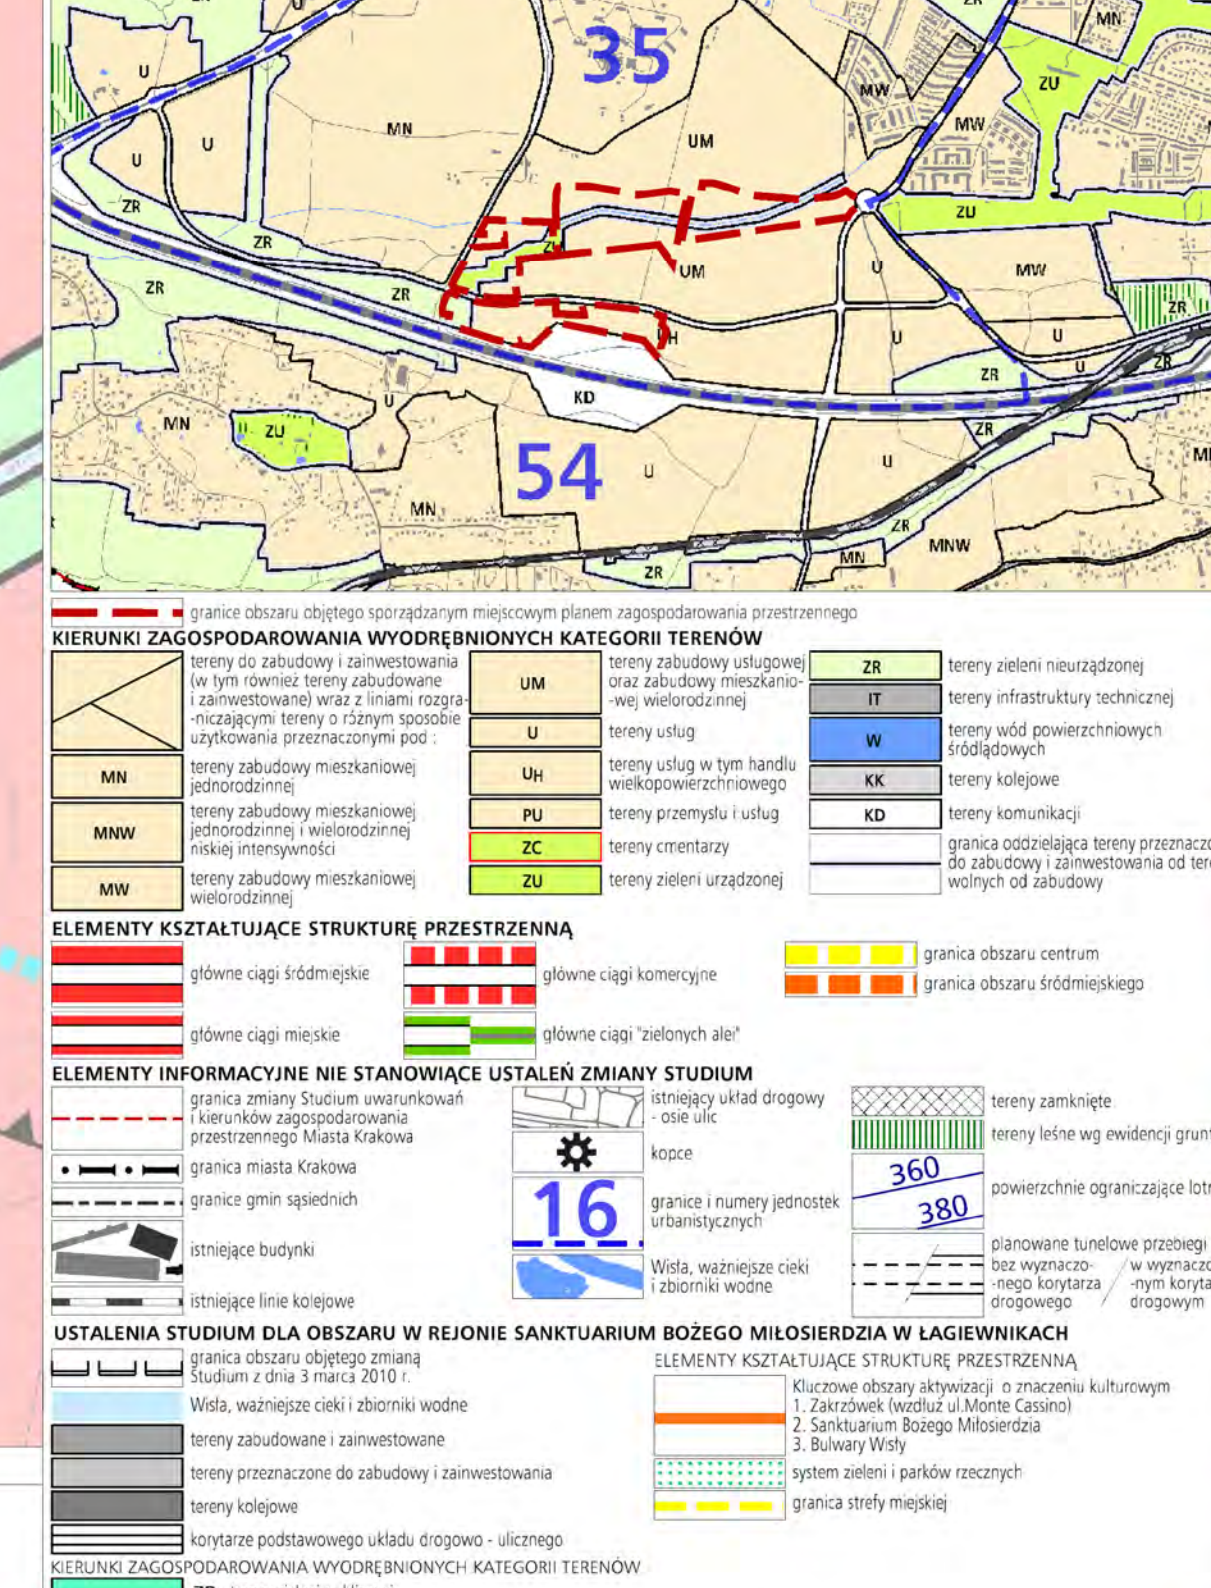 ZR
U
ZR
MN
35
U
MW
ZU
MN
UM
MW
U
U
ZR
ZU
ZR
ZU
UM
U
MW
ZR
ZR
ZR
UH
U
U
U
ZR
ZR
KD
U
MN
ZU
ZR
54
U
U
MN
ZR
MN
MNW
ZR
granice obszaru objętego sporządzanym miejscowym planem zagospodarowania przestrzennego
KIERUNKI ZAGOSPODAROWANIA WYODRĘBNIONYCH KATEGORII TERENÓW
tereny do zabudowy i zainwestowania
(w tym również tereny zabudowane
i zainwestowane) wraz z liniami rozgra-
-niczającymi tereny o różnym sposobie
użytkowania przeznaczonymi pod :
MN
tereny zabudowy mieszkaniowej
jednorodzinnej
MNW
tereny zabudowy mieszkaniowej
jednorodzinnej i wielorodzinnej
niskiej intensywności
MW
tereny zabudowy mieszkaniowej
wielorodzinnej
UM
tereny zabudowy usługowej
oraz zabudowy mieszkanio-
-wej wielorodzinnej
U
tereny usług
UH
tereny usług w tym handlu
wielkopowierzchniowego
PU
tereny przemysłu i usług
ZC
tereny cmentarzy
ZU
tereny zieleni urządzonej
ZR
tereny zieleni nieurządzonej
IT
tereny infrastruktury technicznej
W
tereny wód powierzchniowych
śródlądowych
KK
tereny kolejowe
KD
tereny komunikacji
granica oddzielająca tereny przeznaczo
do zabudowy i zainwestowania od tere
wolnych od zabudowy
ELEMENTY KSZTAŁTUJĄCE STRUKTURĘ PRZESTRZENNĄ
główne ciągi śródmiejskie
główne ciągi komercyjne
granica obszaru centrum
granica obszaru śródmiejskiego
główne ciągi miejskie
główne ciągi "zielonych alei"
ELEMENTY INFORMACYJNE NIE STANOWIĄCE USTALEŃ ZMIANY STUDIUM
granica zmiany Studium uwarunkowań
i kierunków zagospodarowania
przestrzennego Miasta Krakowa
granica miasta Krakowa
granice gmin sąsiednich
istniejące budynki
istniejące linie kolejowe
istniejący układ drogowy
- osie ulic
kopce
16
granice i numery jednostek
urbanistycznych
Wisła, ważniejsze cieki
i zbiorniki wodne
tereny zamknięte
tereny leśne wg ewidencji grunt
360
380
powierzchnie ograniczające lotn
planowane tunelowe przebiegi
bez wyznaczo-
-nego korytarza
drogowego
w wyznaczo
-nym koryta
drogowym
USTALENIA STUDIUM DLA OBSZARU W REJONIE SANKTUARIUM BOŻEGO MIŁOSIERDZIA W ŁAGIEWNIKACH
granica obszaru objętego zmianą
Studium z dnia 3 marca 2010 r.
Wisła, ważniejsze cieki i zbiorniki wodne
tereny zabudowane i zainwestowane
tereny przeznaczone do zabudowy i zainwestowania
tereny kolejowe
korytarze podstawowego układu drogowo - ulicznego
ELEMENTY KSZTAŁTUJĄCE STRUKTURĘ PRZESTRZENNĄ
Kluczowe obszary aktywizacji o znaczeniu kulturowym
1. Zakrzówek (wzdłuż ul.Monte Cassino)
2. Sanktuarium Bożego Miłosierdzia
3. Bulwary Wisły
system zieleni i parków rzecznych
granica strefy miejskiej
KIERUNKI ZAGOSPODAROWANIA WYODRĘBNIONYCH KATEGORII TERENÓW